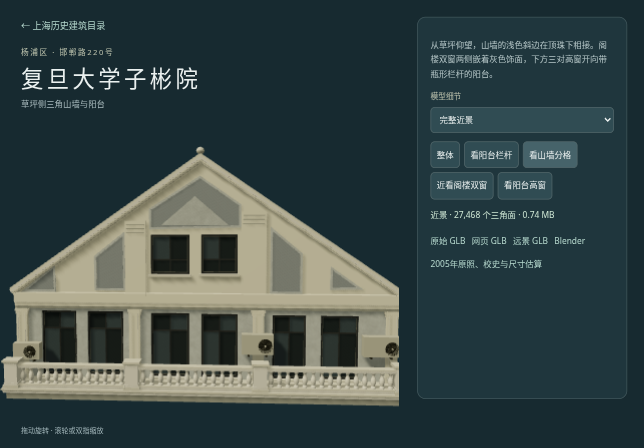 ← 上海历史建筑目录
杨浦区 · 邯郸路220号
复旦大学子彬院
草坪侧三角山墙与阳台
从草坪仰望，山墙的浅色斜边在顶珠下相接。阁
楼双窗两侧嵌着灰色饰面，下方三对高窗开向带
瓶形栏杆的阳台。
模型细节
完整近景
整体
看阳台栏杆
看山墙分格
近看阁楼双窗
看阳台高窗
近景 · 27,468 个三角面 · 0.74 MB
原始 GLB 网页 GLB 远景 GLB Blender
2005年原照、校史与尺寸估算
拖动旋转 · 滚轮或双指缩放